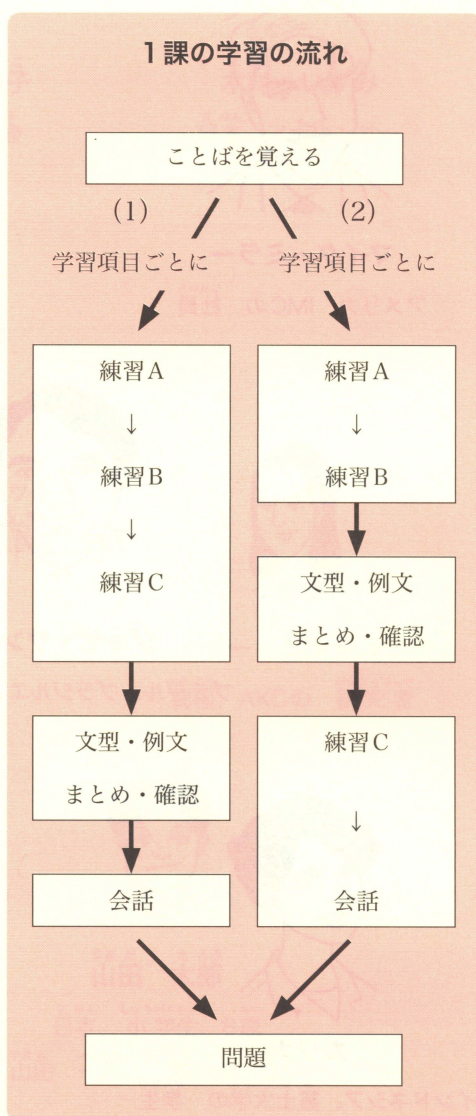 1課の学習の流れ
ことばを覚える
(1)
学習項目ごとに
練習A
↓
練習B
↓
練習C
文型・例文
まとめ・確認
会話
(2)
学習項目ごとに
練習A
↓
練習B
文型・例文
まとめ・確認
練習C
↓
会話
問題